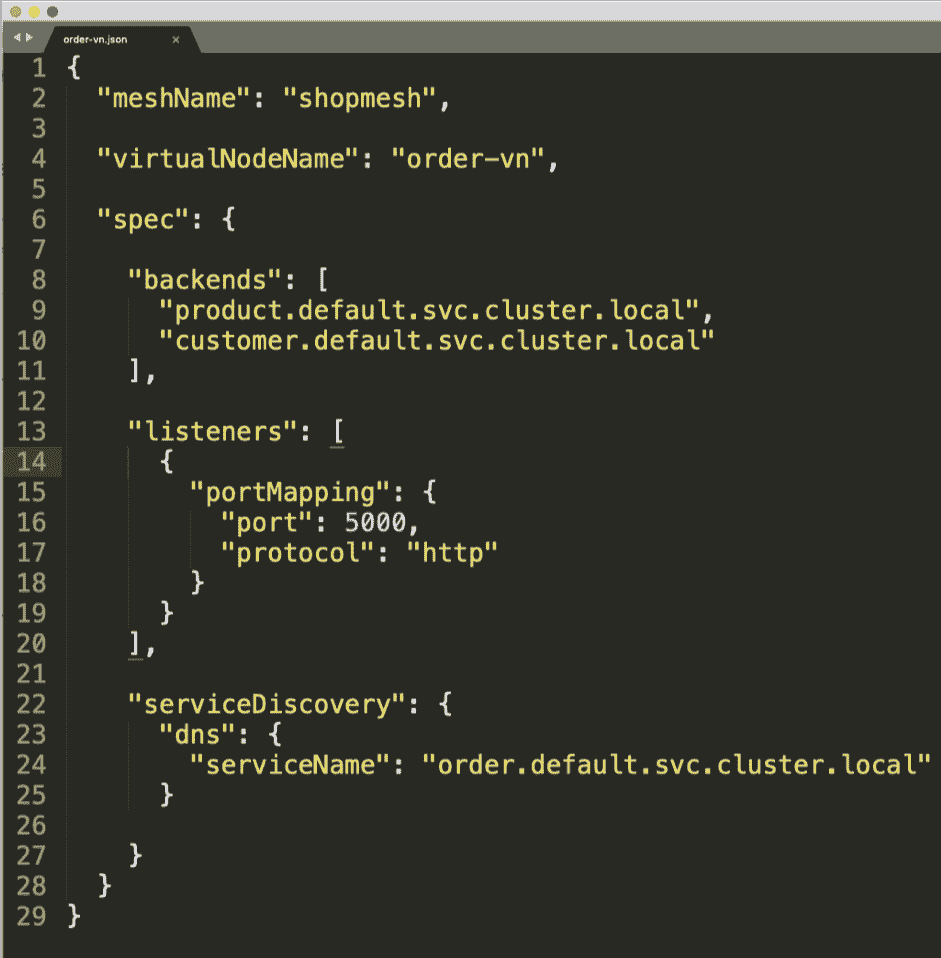 order-vn.json ×
1 {
2   "meshName": "shopmesh",
3
4   "virtualNodeName": "order-vn",
5
6   "spec": {
7
8     "backends": [
9       "product.default.svc.cluster.local",
10       "customer.default.svc.cluster.local"
11     ],
12
13     "listeners": [
14       {
15         "portMapping": {
16           "port": 5000,
17           "protocol": "http"
18         }
19       }
20     ],
21
22     "serviceDiscovery": {
23       "dns": {
24         "serviceName": "order.default.svc.cluster.local"
25       }
26
27     }
28   }
29 }